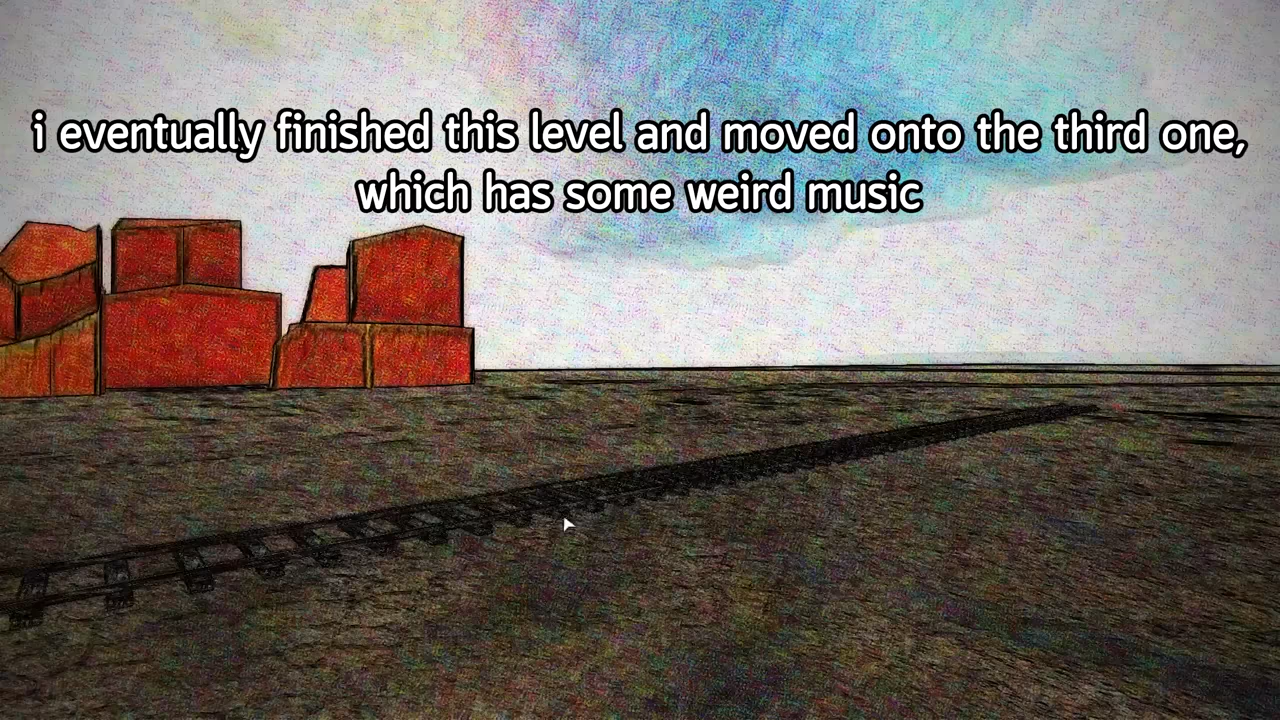 i eventually finished this level and moved onto the third one,
which has some weird music